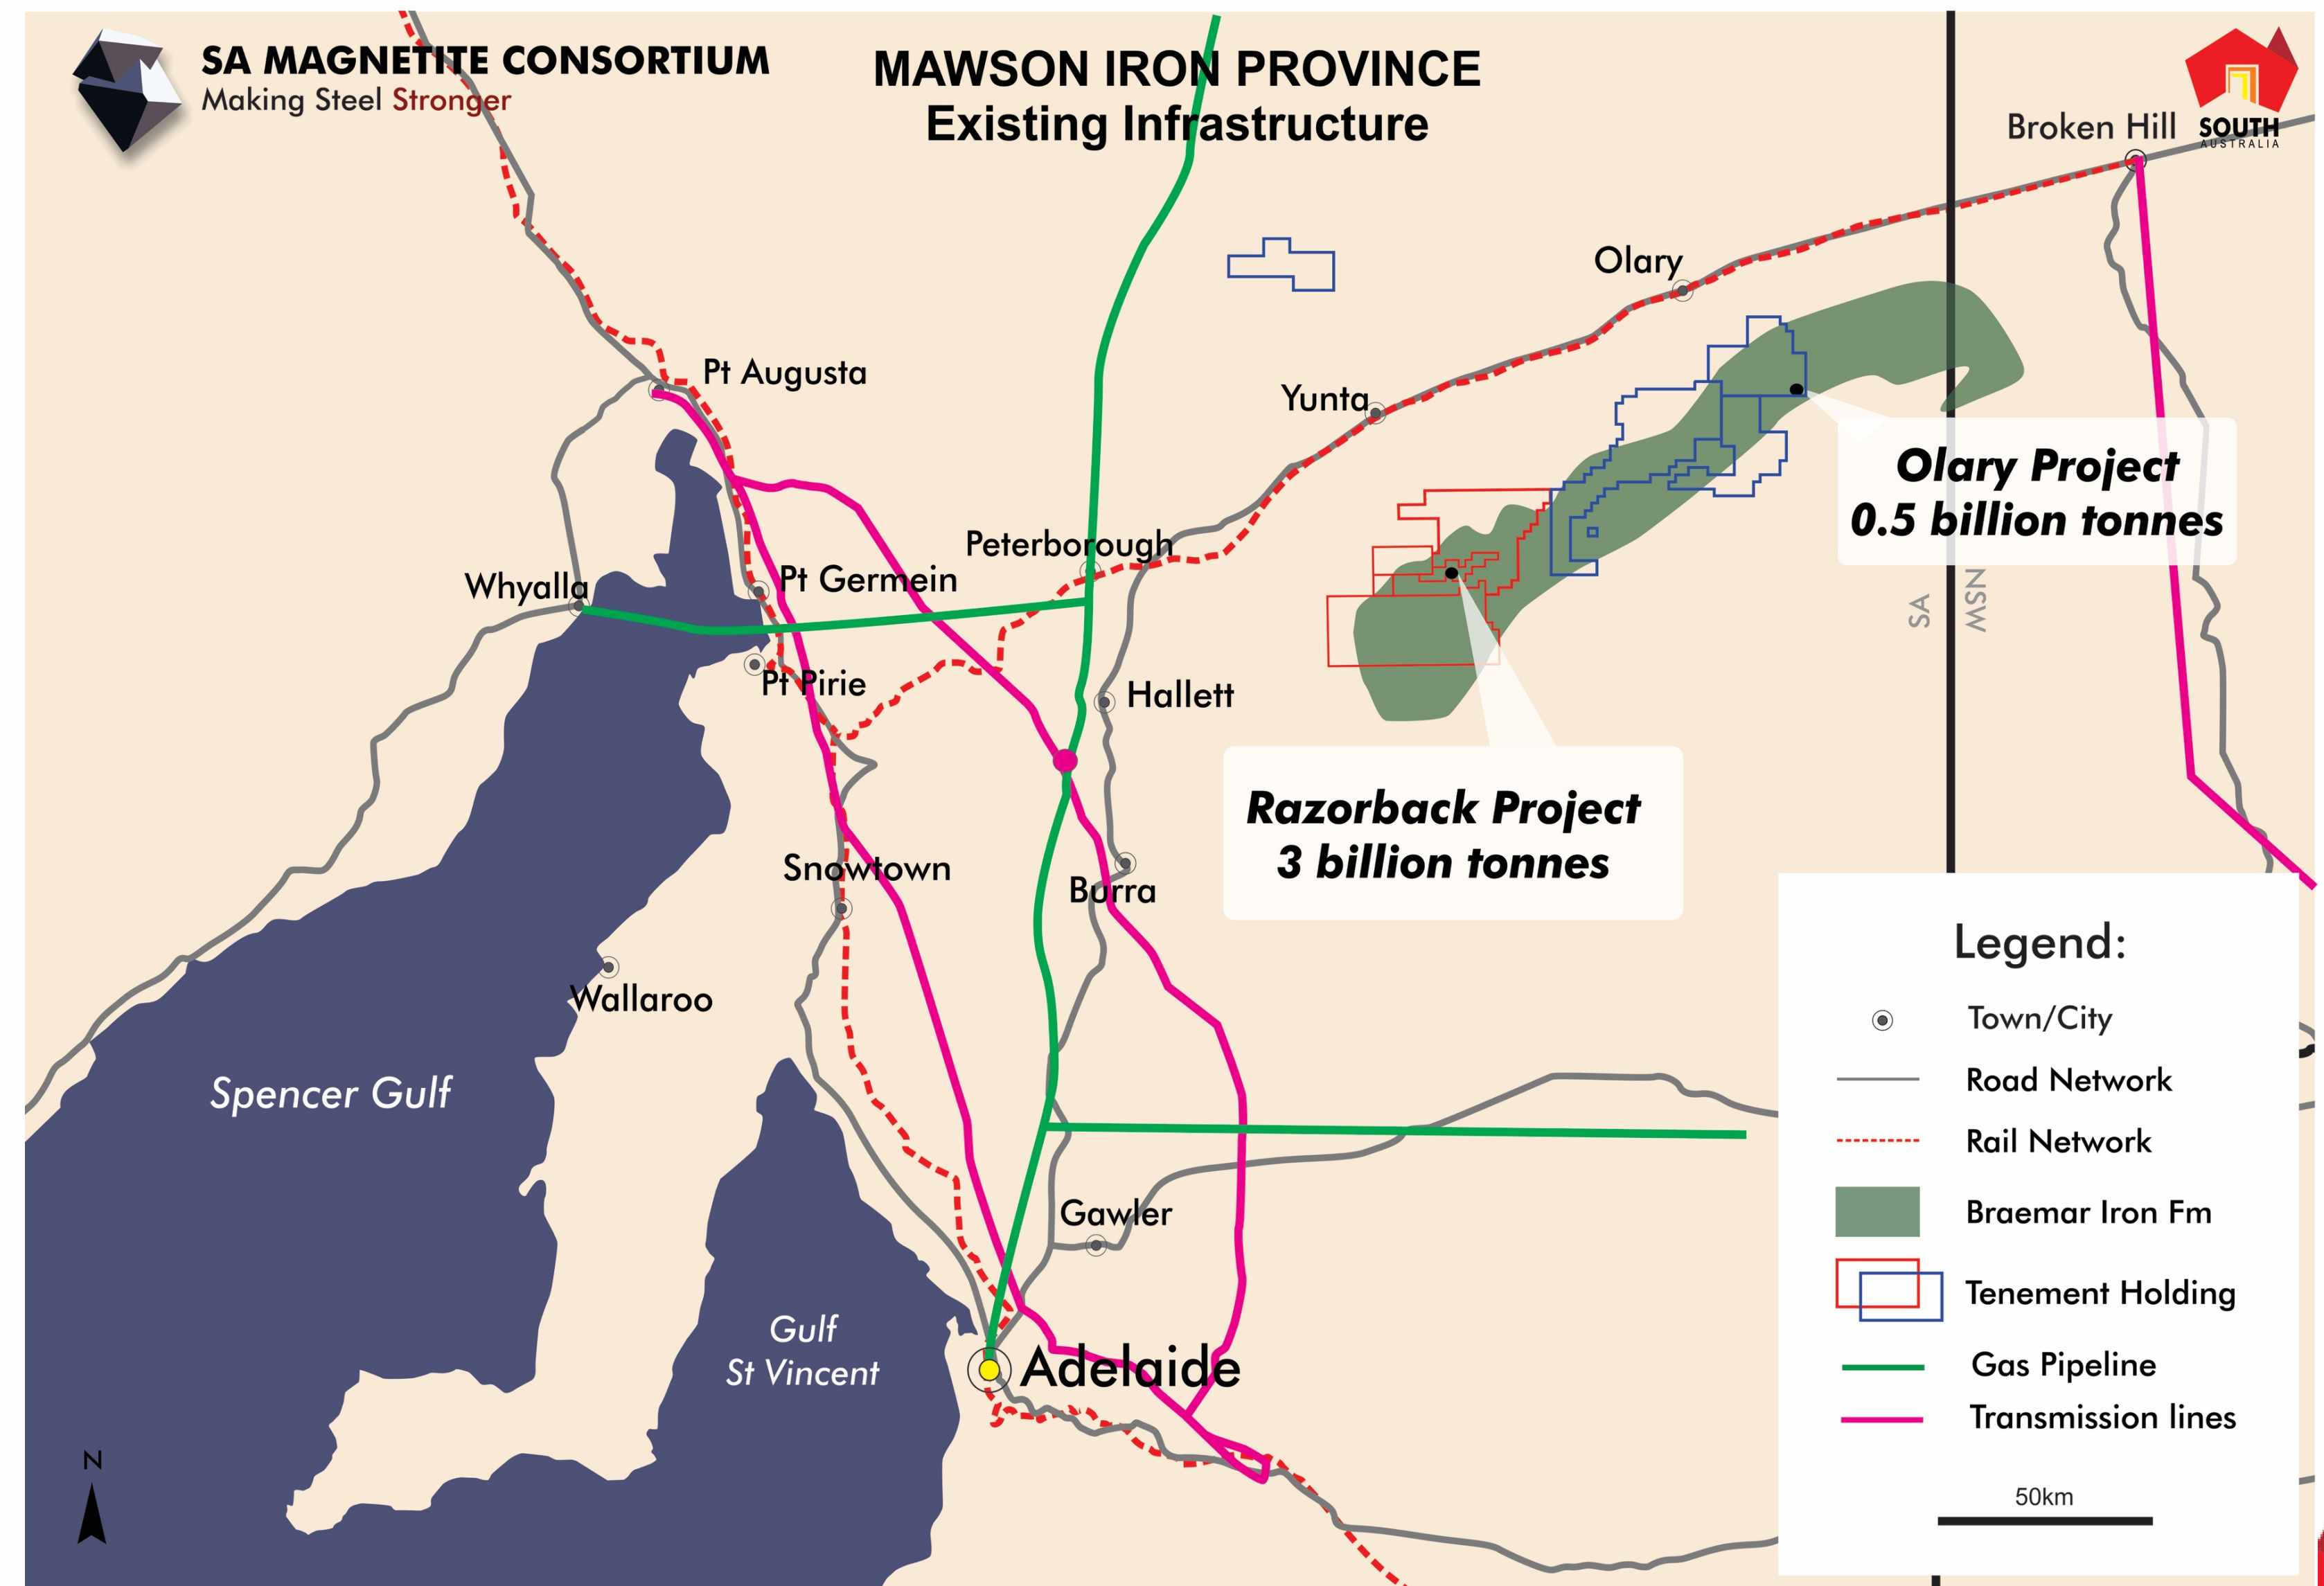 SA MAGNETITE CONSORTIUM
Making Steel Stronger
MAWSON IRON PROVINCE
Existing Infrastructure
Broken Hill
SOUTH
AUSTRALIA
Olary
Pt Augusta
Yunta
Olary Project
0.5 billion tonnes
Peterborough
Whyalla
Pt Germein
SA
NSW
Pt Pirie
Hallett
Razorback Project
3 billion tonnes
Snowtown
Burra
Wallaroo
Spencer Gulf
Gawler
Gulf
St Vincent
Adelaide
N
Legend:
Town/City
Road Network
Rail Network
Braemar Iron Fm
Tenement Holding
Gas Pipeline
Transmission lines
50km